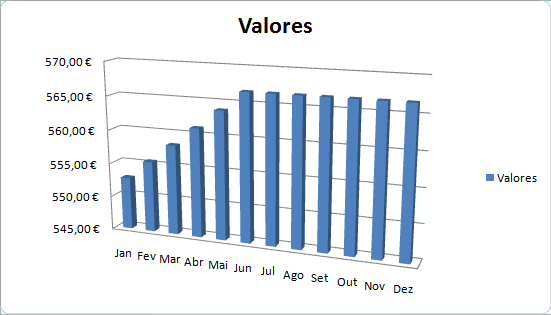 Valores
570,00 €
565,00 €
560,00 €
555,00 €
550,00 €
545,00 €
Jan Fev Mar Abr Mai Jun Jul Ago Set Out Nov Dez
Valores